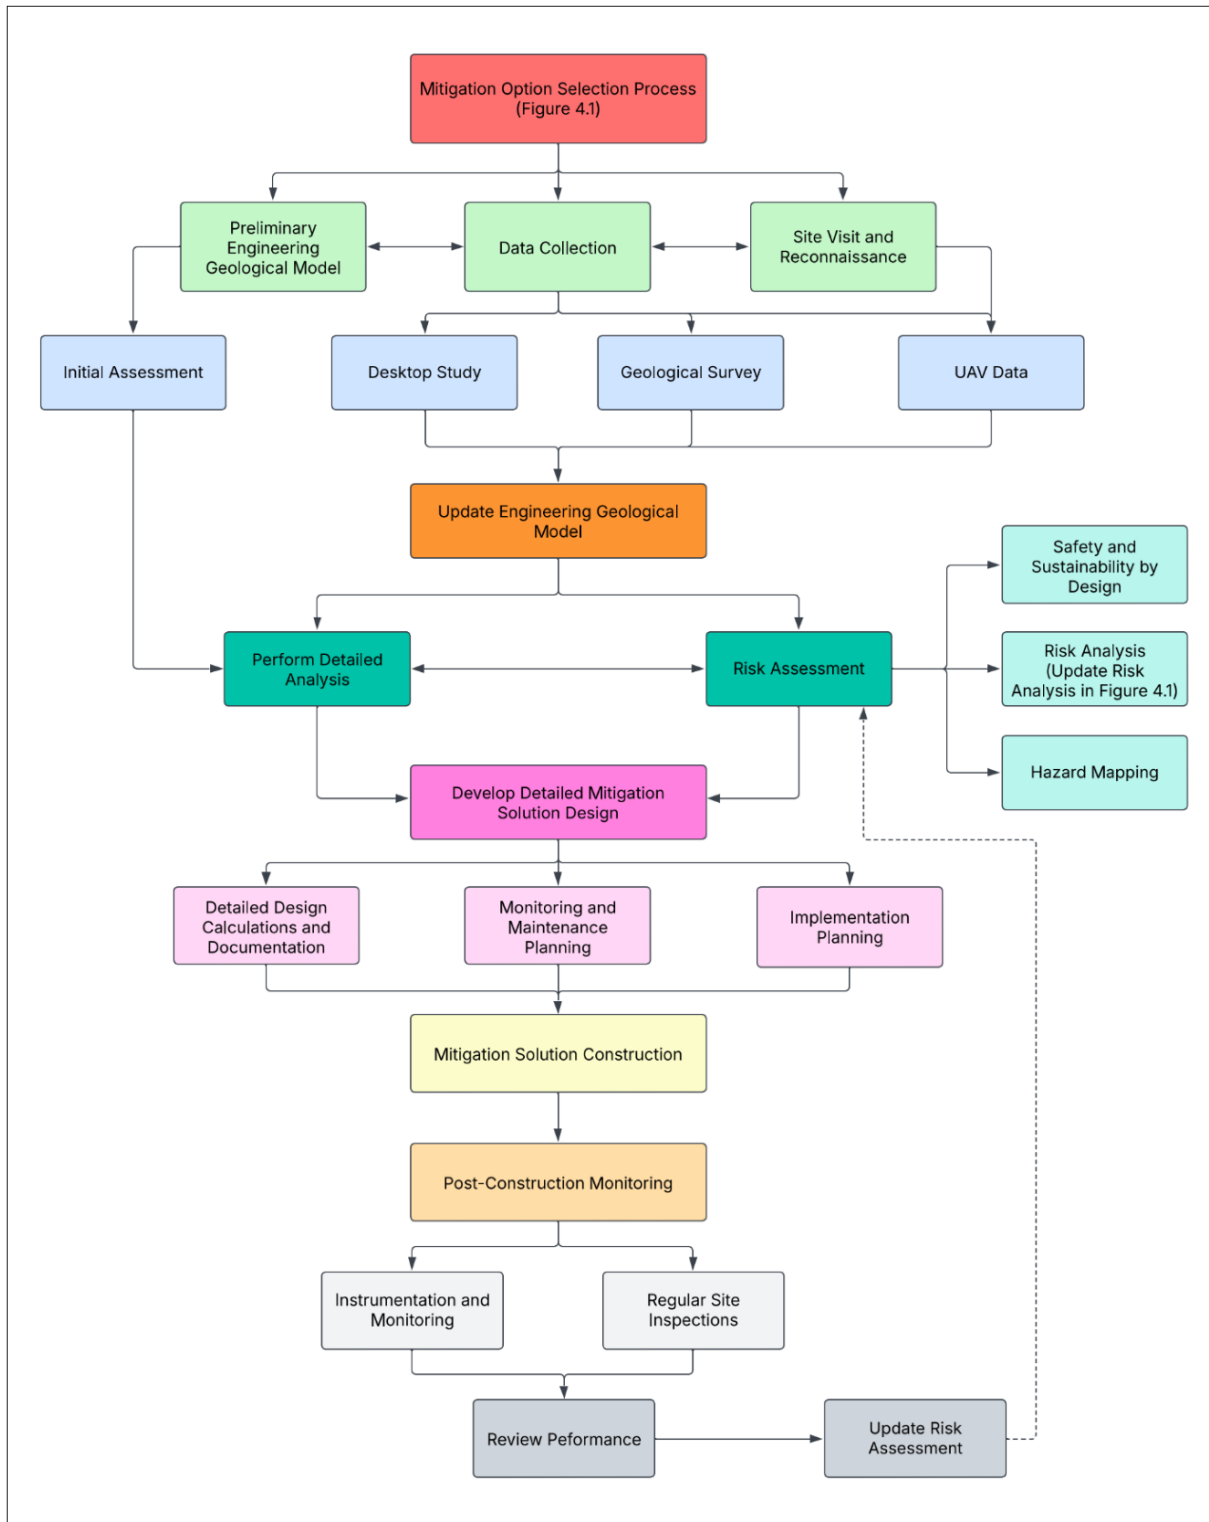 Mitigation Option Selection Process
(Figure 4.1)
Preliminary
Engineering
Geological Model
Data Collection
Site Visit and
Reconnaissance
Initial Assessment
Desktop Study
Geological Survey
UAV Data
Update Engineering Geological
Model
Safety and
Sustainability by
Design
Perform Detailed
Analysis
Risk Assessment
Risk Analysis
(Update Risk
Analysis in Figure 4.1)
Hazard Mapping
Develop Detailed Mitigation
Solution Design
Detailed Design
Calculations and
Documentation
Monitoring and
Maintenance
Planning
Implementation
Planning
Mitigation Solution Construction
Post-Construction Monitoring
Instrumentation and
Monitoring
Regular Site
Inspections
Review Peformance
Update Risk
Assessment